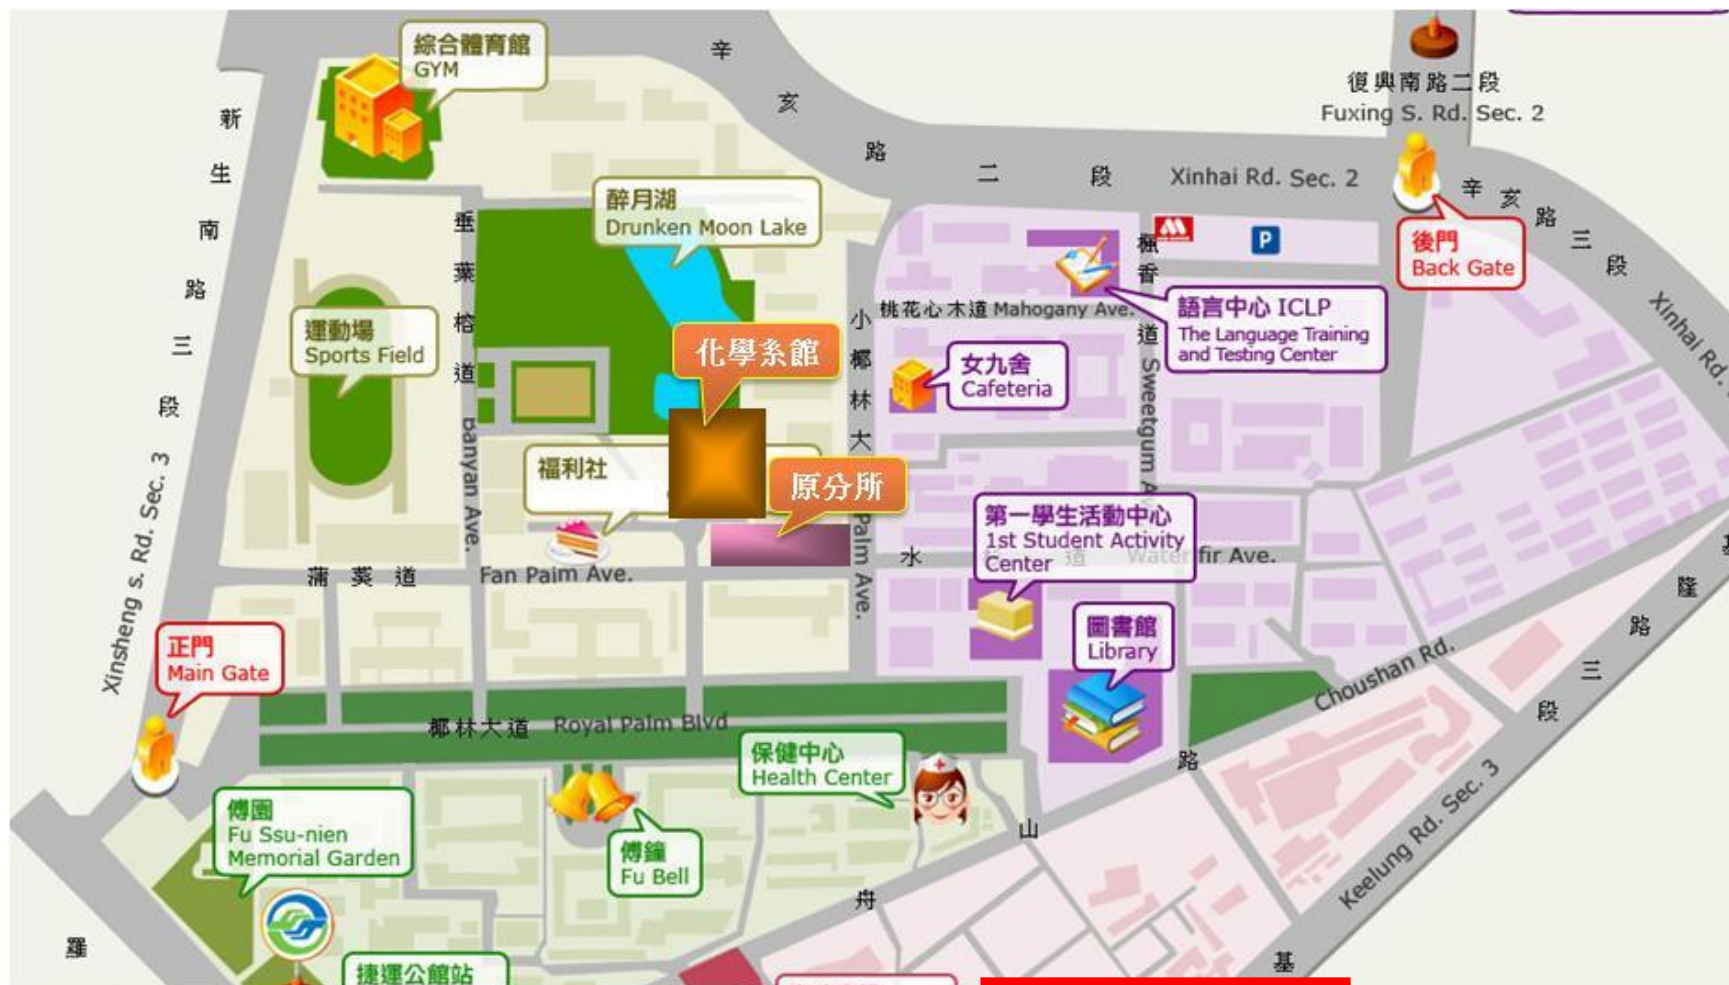 綜合體育館
GYM
辛亥路二段 Xinhai Rd. Sec. 2
復興南路二段
Fuxing S. Rd. Sec. 2
新生南路三段
Xinsheng s. Rd. Sec. 3
醉月湖
Drunken Moon Lake
後門
Back Gate
辛亥路三段
Xinhai Rd.
P
垂葉榕道
Banyan Ave.
運動場
Sports Field
化學系館
小椰林大
Palm Ave.
桃花心木道 Mahogany Ave.
楓香道
Sweetgum A
語言中心 ICLP
The Language Training
and Testing Center
女九舍
Cafeteria
福利社
原分所
第一學生活動中心
1st Student Activity
Center
水
道
Water fir Ave.
蒲葵道 Fan Palm Ave.
正門
Main Gate
圖書館
Library
椰林大道 Royal Palm Blvd
保健中心
Health Center
傅園
Fu Ssu-nien
Memorial Garden
傅鐘
Fu Bell
舟山路
Choushan Rd.
基隆路三段
Keelung Rd. Sec. 3
基
羅
捷運公館站